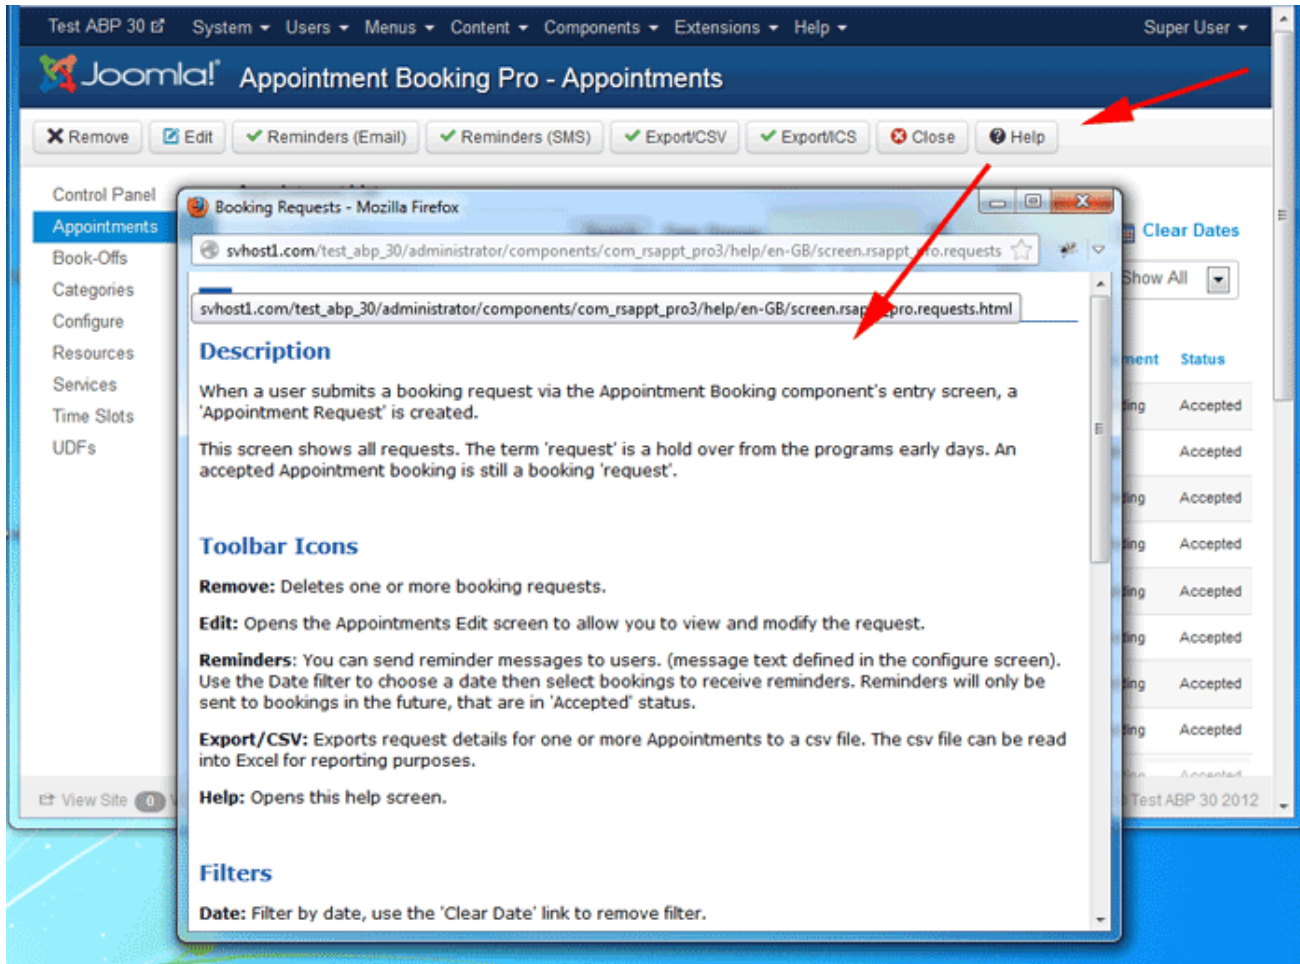 Test ABP 30 System Users Menus Content Components Extensions Help Super User
Joomla! Appointment Booking Pro - Appointments
Remove Edit Reminders (Email) Reminders (SMS) Export/CSV Export/ICS Close Help
Control Panel
Appointments
Book-Offs
Categories
Configure
Resources
Services
Time Slots
UDFs
Clear Dates
Show All
Status
Accepted
Accepted
Accepted
Accepted
Accepted
Accepted
Accepted
Accepted
Accepted
View Site 0
Test ABP 30 2012
Booking Requests - Mozilla Firefox
svhost1.com/test_abp_30/administrator/components/com_rsappt_pro3/help/en-GB/screen.rsappt_pro.requests
svhost1.com/test_abp_30/administrator/components/com_rsappt_pro3/help/en-GB/screen.rsappt_pro.requests.html
Description
When a user submits a booking request via the Appointment Booking component's entry screen, a
'Appointment Request' is created.
This screen shows all requests. The term 'request' is a hold over from the programs early days. An
accepted Appointment booking is still a booking 'request'.
Toolbar Icons
Remove: Deletes one or more booking requests.
Edit: Opens the Appointments Edit screen to allow you to view and modify the request.
Reminders: You can send reminder messages to users. (message text defined in the configure screen).
Use the Date filter to choose a date then select bookings to receive reminders. Reminders will only be
sent to bookings in the future, that are in 'Accepted' status.
Export/CSV: Exports request details for one or more Appointments to a csv file. The csv file can be read
into Excel for reporting purposes.
Help: Opens this help screen.
Filters
Date: Filter by date, use the 'Clear Date' link to remove filter.